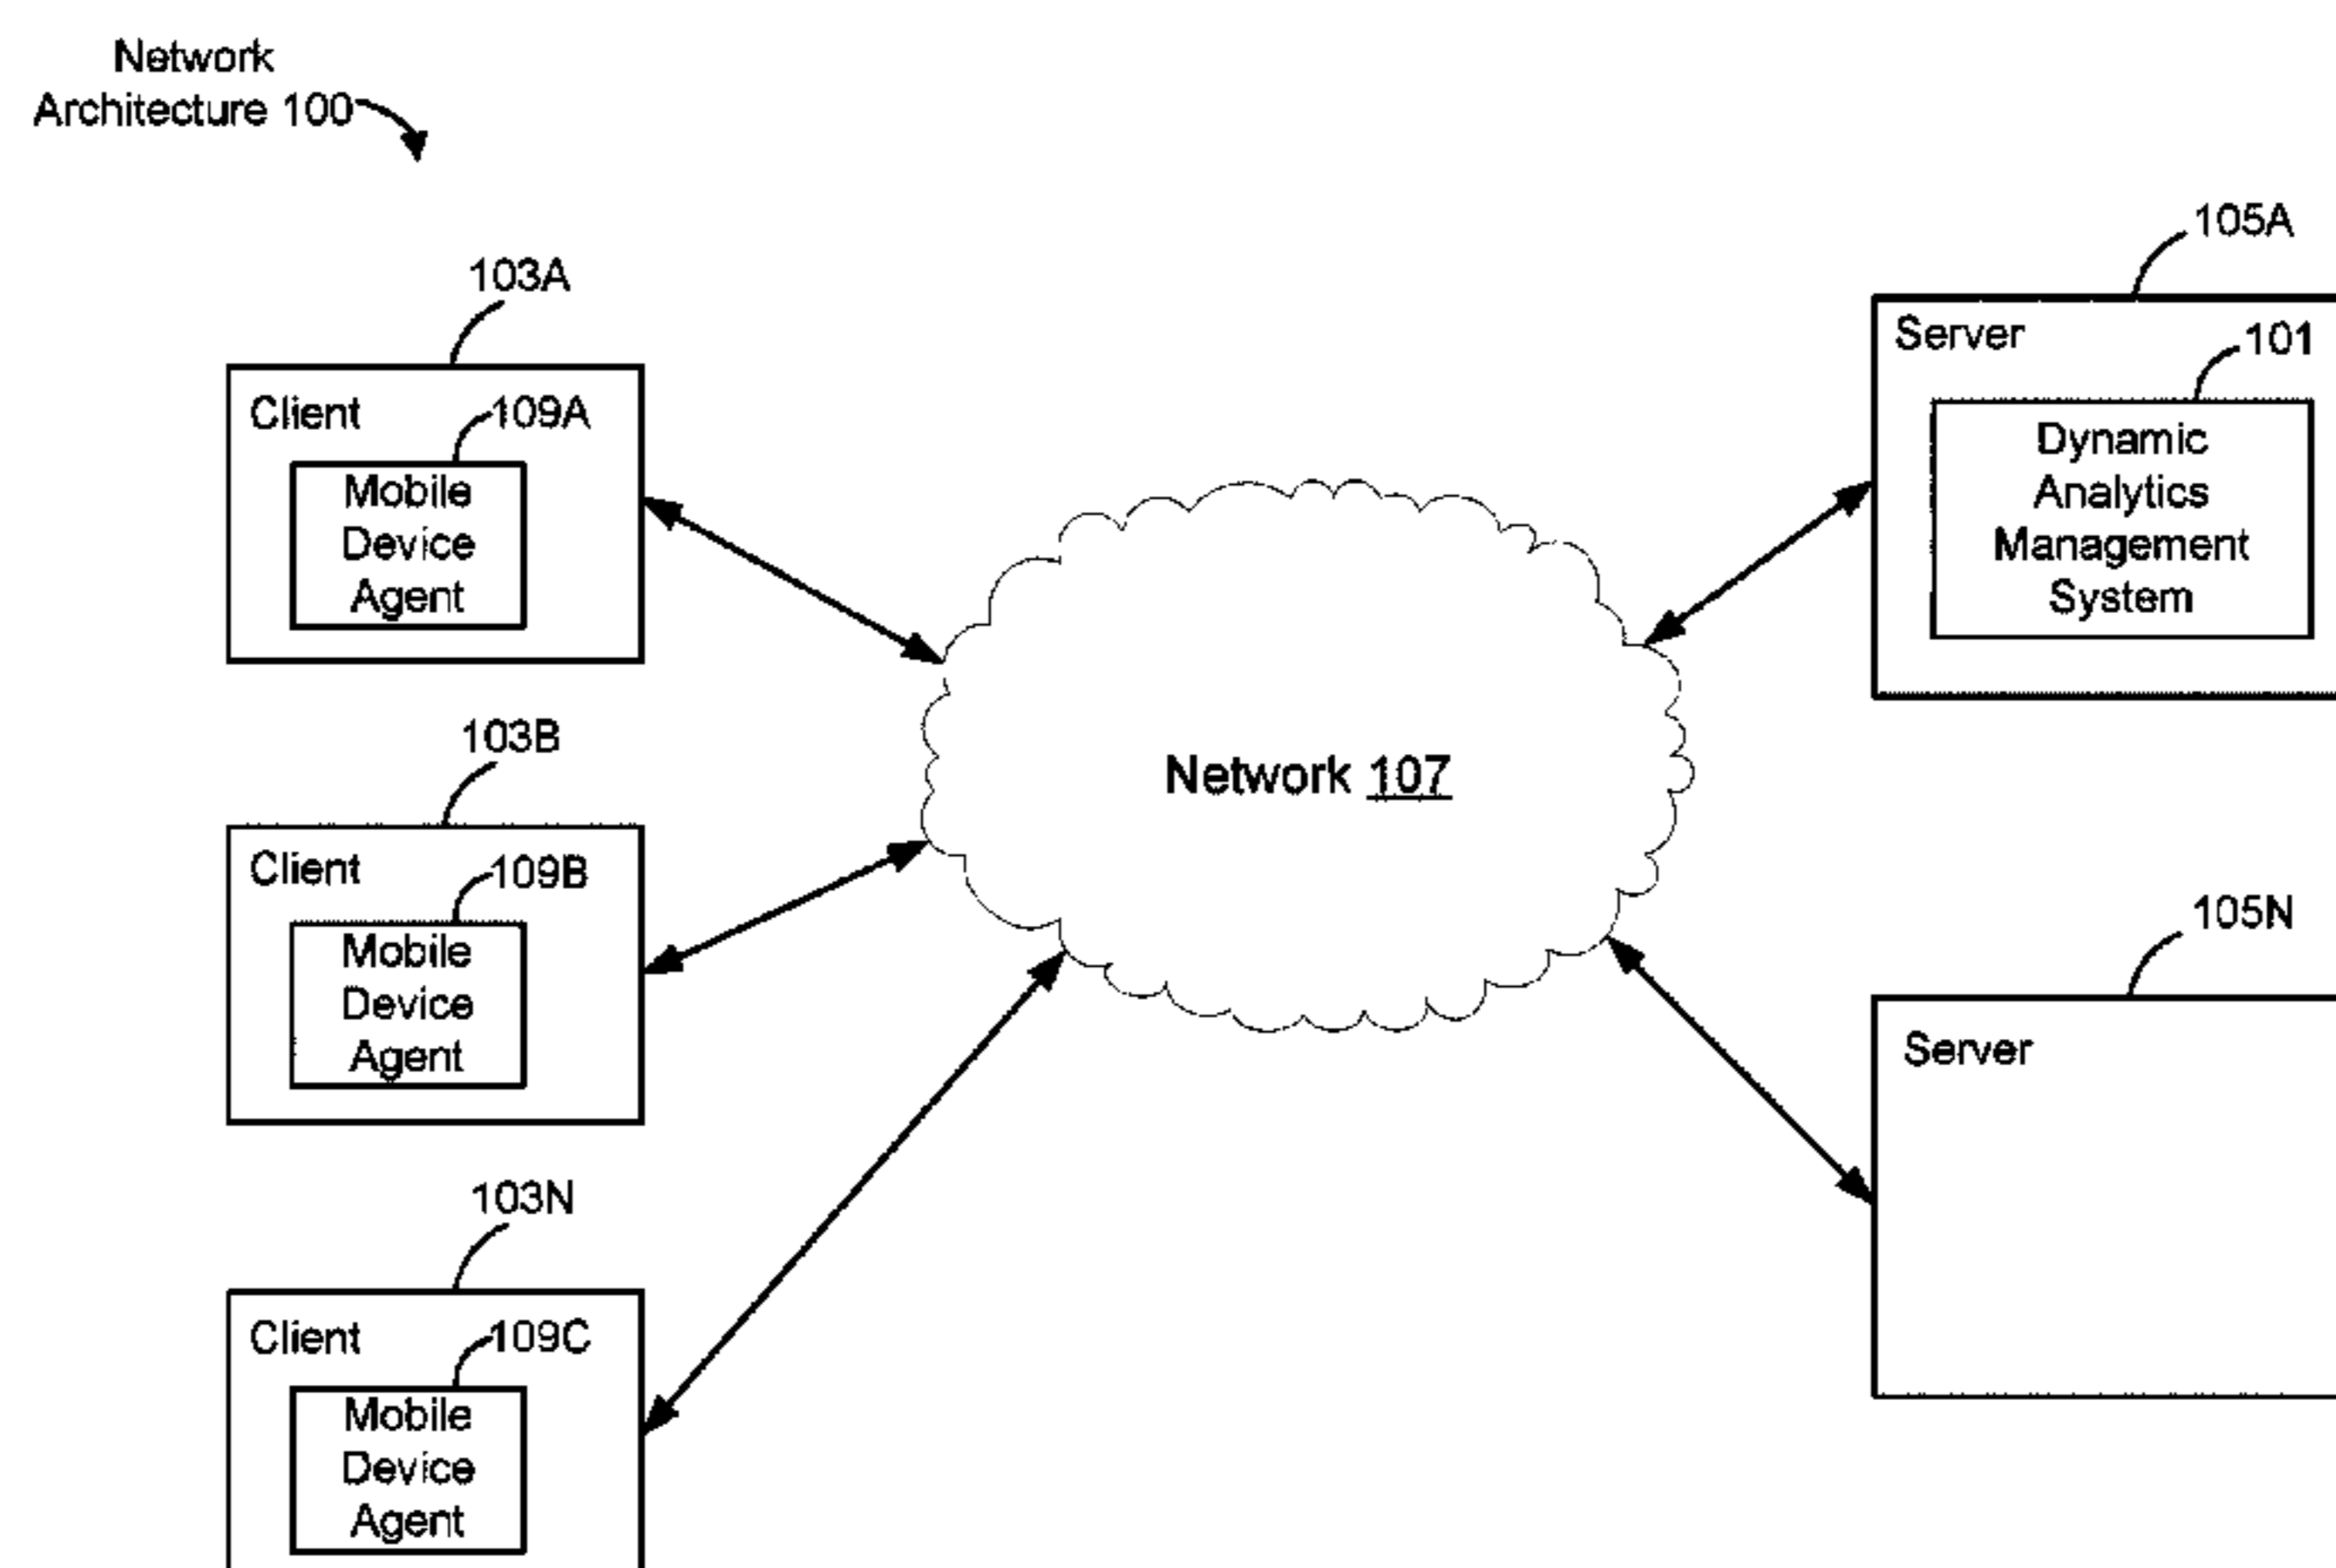 Network
Architecture 100
103A
Client
109A
Mobile
Device
Agent
103B
Client
109B
Mobile
Device
Agent
103N
Client
109C
Mobile
Device
Agent
Network 107
105A
Server
101
Dynamic
Analytics
Management
System
105N
Server